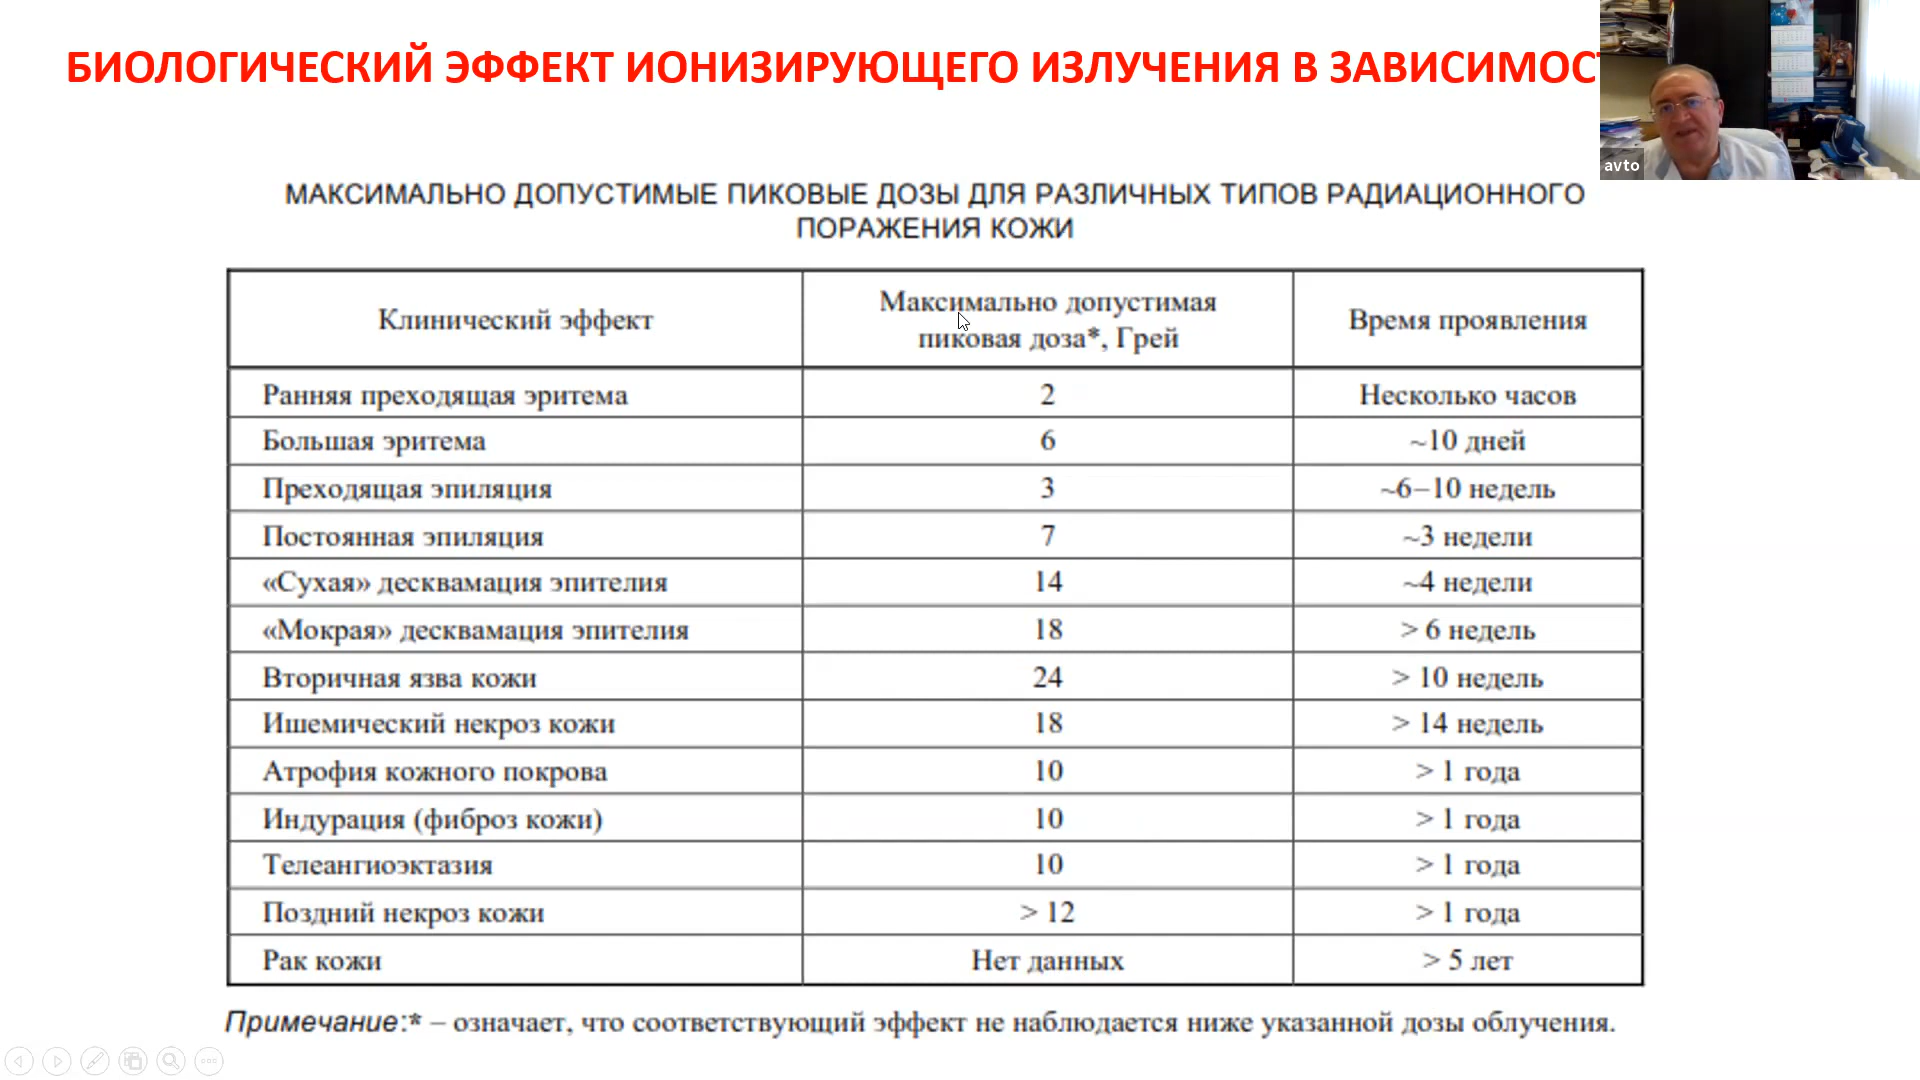 БИОЛОГИЧЕСКИЙ ЭФФЕКТ ИОНИЗИРУЮЩЕГО ИЗЛУЧЕНИЯ В
avto
МАКСИМАЛЬНО ДОПУСТИМЫЕ ПИКОВЫЕ ДОЗЫ ДЛЯ РАЗЛИЧНЫХ ТИПОВ РАДИАЦИОННОГО
ПОРАЖЕНИЯ КОЖИ
Клинический эффект
Максимально допустимая
пиковая доза*, Грей
Время проявления
Ранняя преходящая эритема 2 Несколько часов
Большая эритема 6 ~10 дней
Преходящая эпиляция 3 ~6–10 недель
Постоянная эпиляция 7 ~3 недели
«Сухая» десквамация эпителия 14 ~4 недели
«Мокрая» десквамация эпителия 18 > 6 недель
Вторичная язва кожи 24 > 10 недель
Ишемический некроз кожи 18 > 14 недель
Атрофия кожного покрова 10 > 1 года
Индурация (фиброз кожи) 10 > 1 года
Телеангиоэктазия 10 > 1 года
Поздний некроз кожи > 12 > 1 года
Рак кожи Нет данных > 5 лет
Примечание:* – означает, что соответствующий эффект не наблюдается ниже указанной дозы облучения.